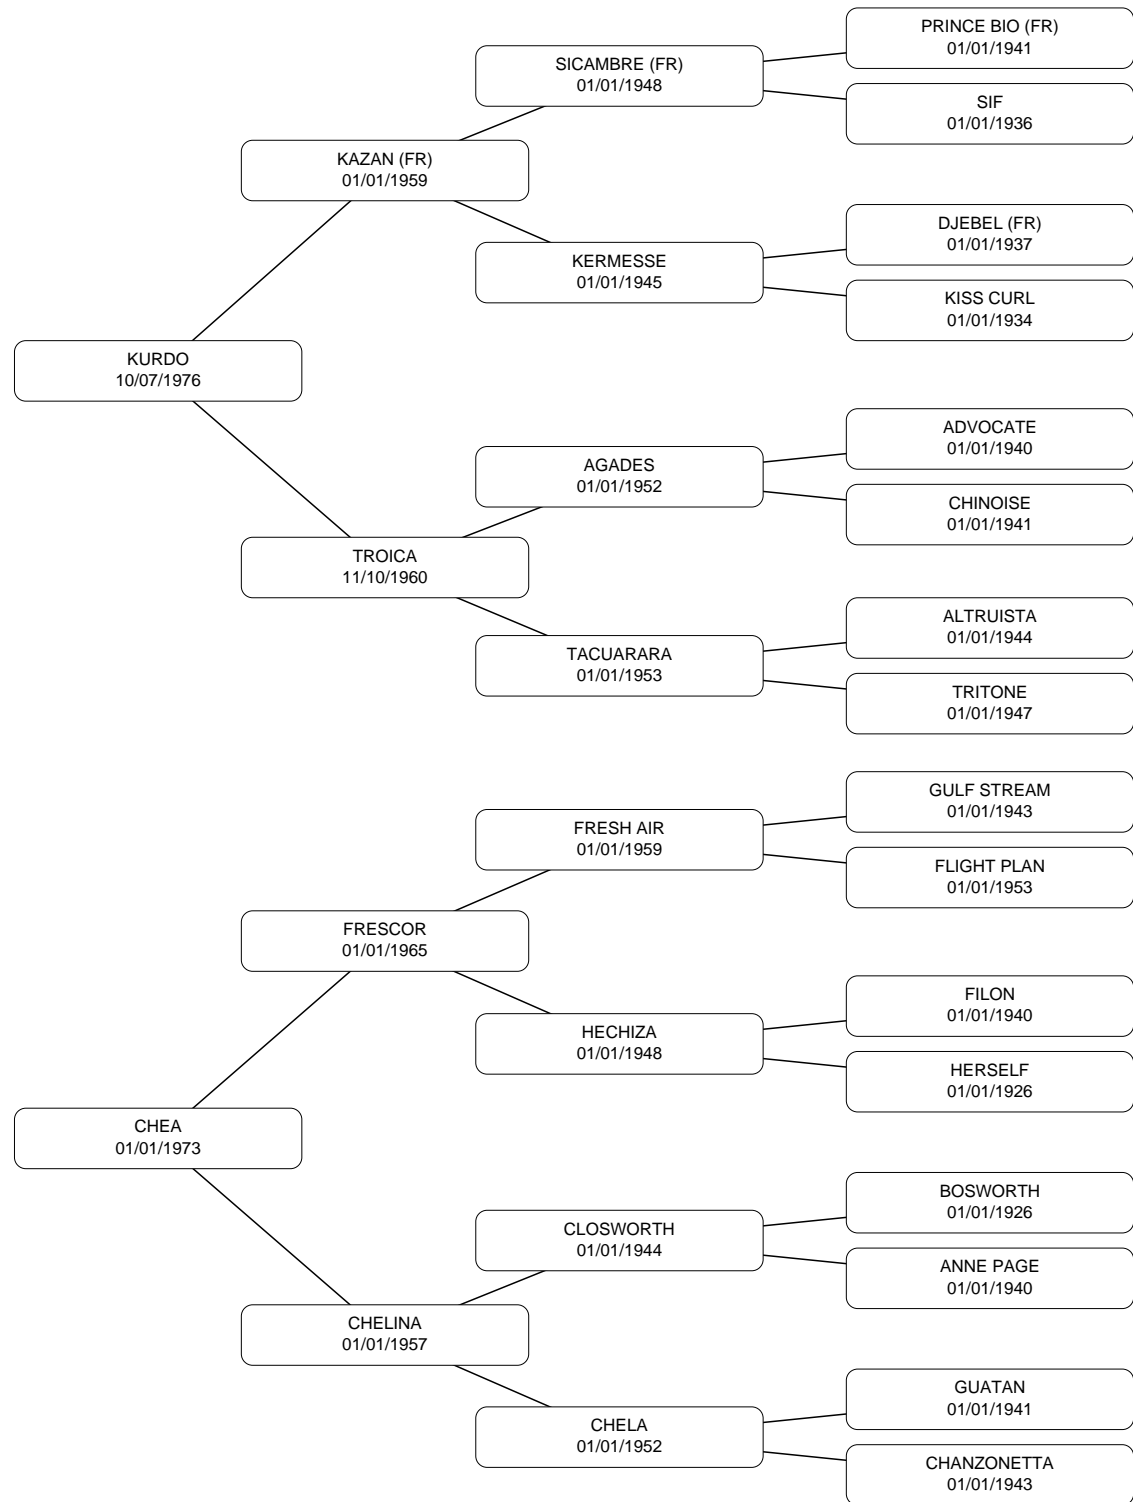 PRINCE BIO (FR)
01/01/1941
SICAMBRE (FR)
01/01/1948
SIF
01/01/1936
KAZAN (FR)
01/01/1959
DJEBEL (FR)
01/01/1937
KERMESSE
01/01/1945
KISS CURL
01/01/1934
KURDO
10/07/1976
ADVOCATE
01/01/1940
AGADES
01/01/1952
CHINOISE
01/01/1941
TROICA
11/10/1960
ALTRUISTA
01/01/1944
TACUARARA
01/01/1953
TRITONE
01/01/1947
GULF STREAM
01/01/1943
FRESH AIR
01/01/1959
FLIGHT PLAN
01/01/1953
FRESCOR
01/01/1965
FILON
01/01/1940
HECHIZA
01/01/1948
HERSELF
01/01/1926
CHEA
01/01/1973
BOSWORTH
01/01/1926
CLOSWORTH
01/01/1944
ANNE PAGE
01/01/1940
CHELINA
01/01/1957
GUATAN
01/01/1941
CHELA
01/01/1952
CHANZONETTA
01/01/1943